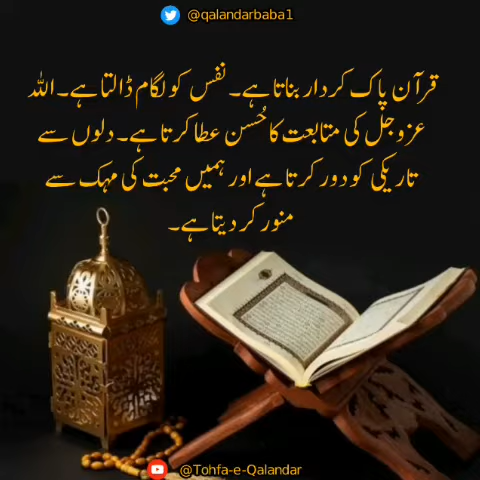 @qalandarbaba1
قرآن پاک کردار بناتا ہے۔ نفس کو لگام ڈالتا ہے۔ اللہ
عزوجل کی متابعت کا حُسن عطا کرتا ہے۔ دلوں سے
تاریکی کو دور کرتا ہے اور ہمیں محبت کی مہک سے
منور کر دیتا ہے۔
@Tohfa-e-Qalandar